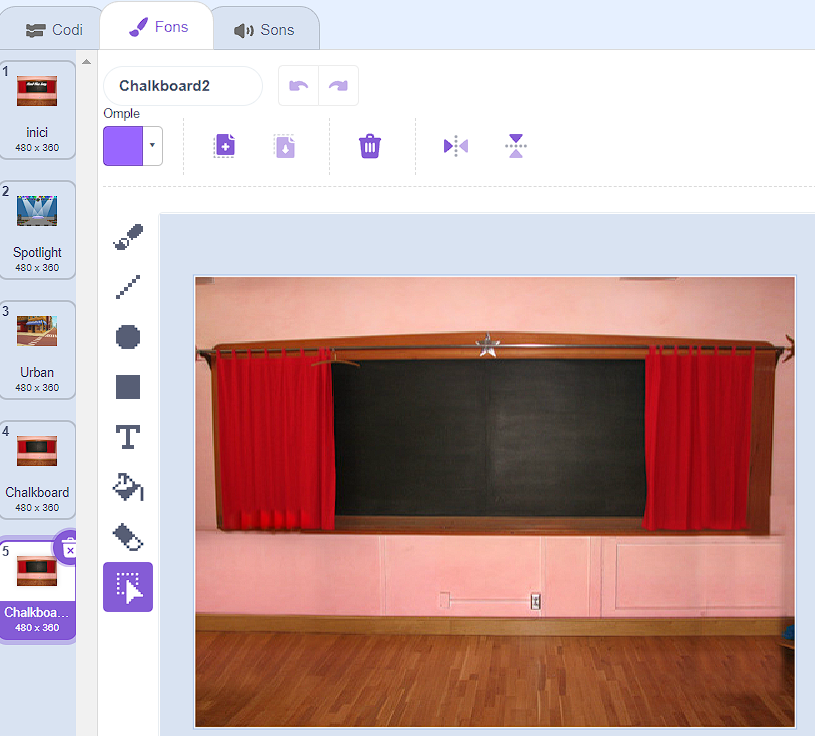 Codi
Fons
Sons
1
inici
480 x 360
2
Spotlight
480 x 360
3
Urban
480 x 360
4
Chalkboard
480 x 360
5
Chalkboa...
480 x 360
Chalkboard2
Omple
T